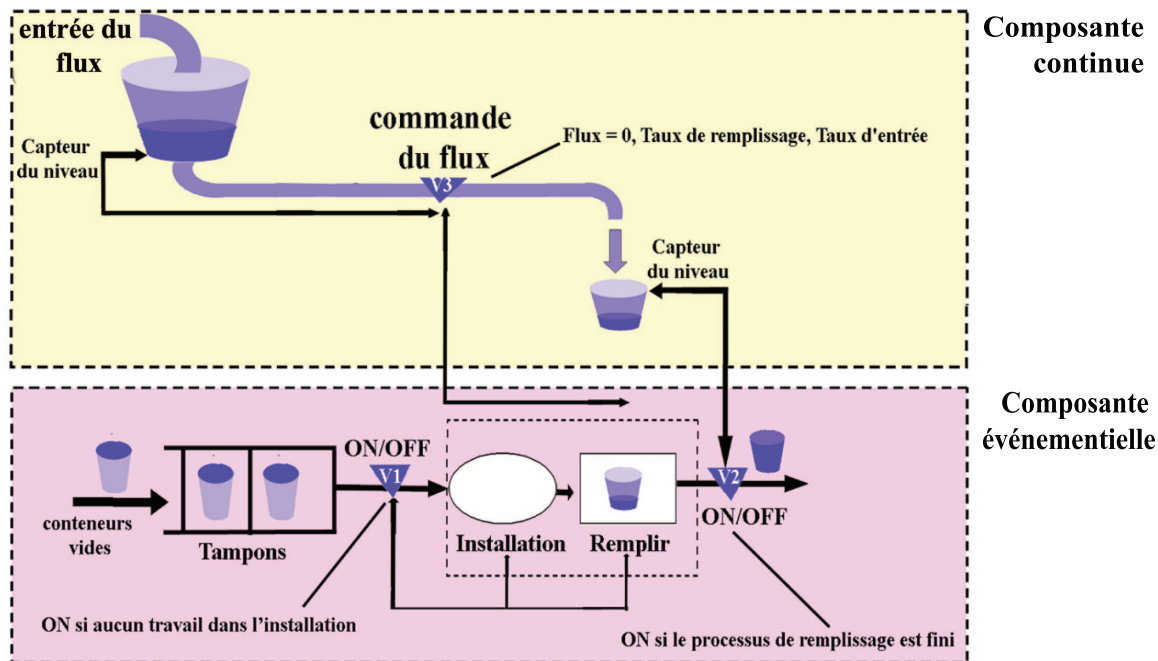 entrée du
flux
Composante
continue
commande
du flux
Flux = 0, Taux de remplissage, Taux d'entrée
Capteur
du niveau
V3
Capteur
du niveau
Composante
événementielle
ON/OFF
V1
V2
ON/OFF
conteneurs
vides
Tampons
Installation
Remplir
ON si aucun travail dans l'installation
ON si le processus de remplissage est fini